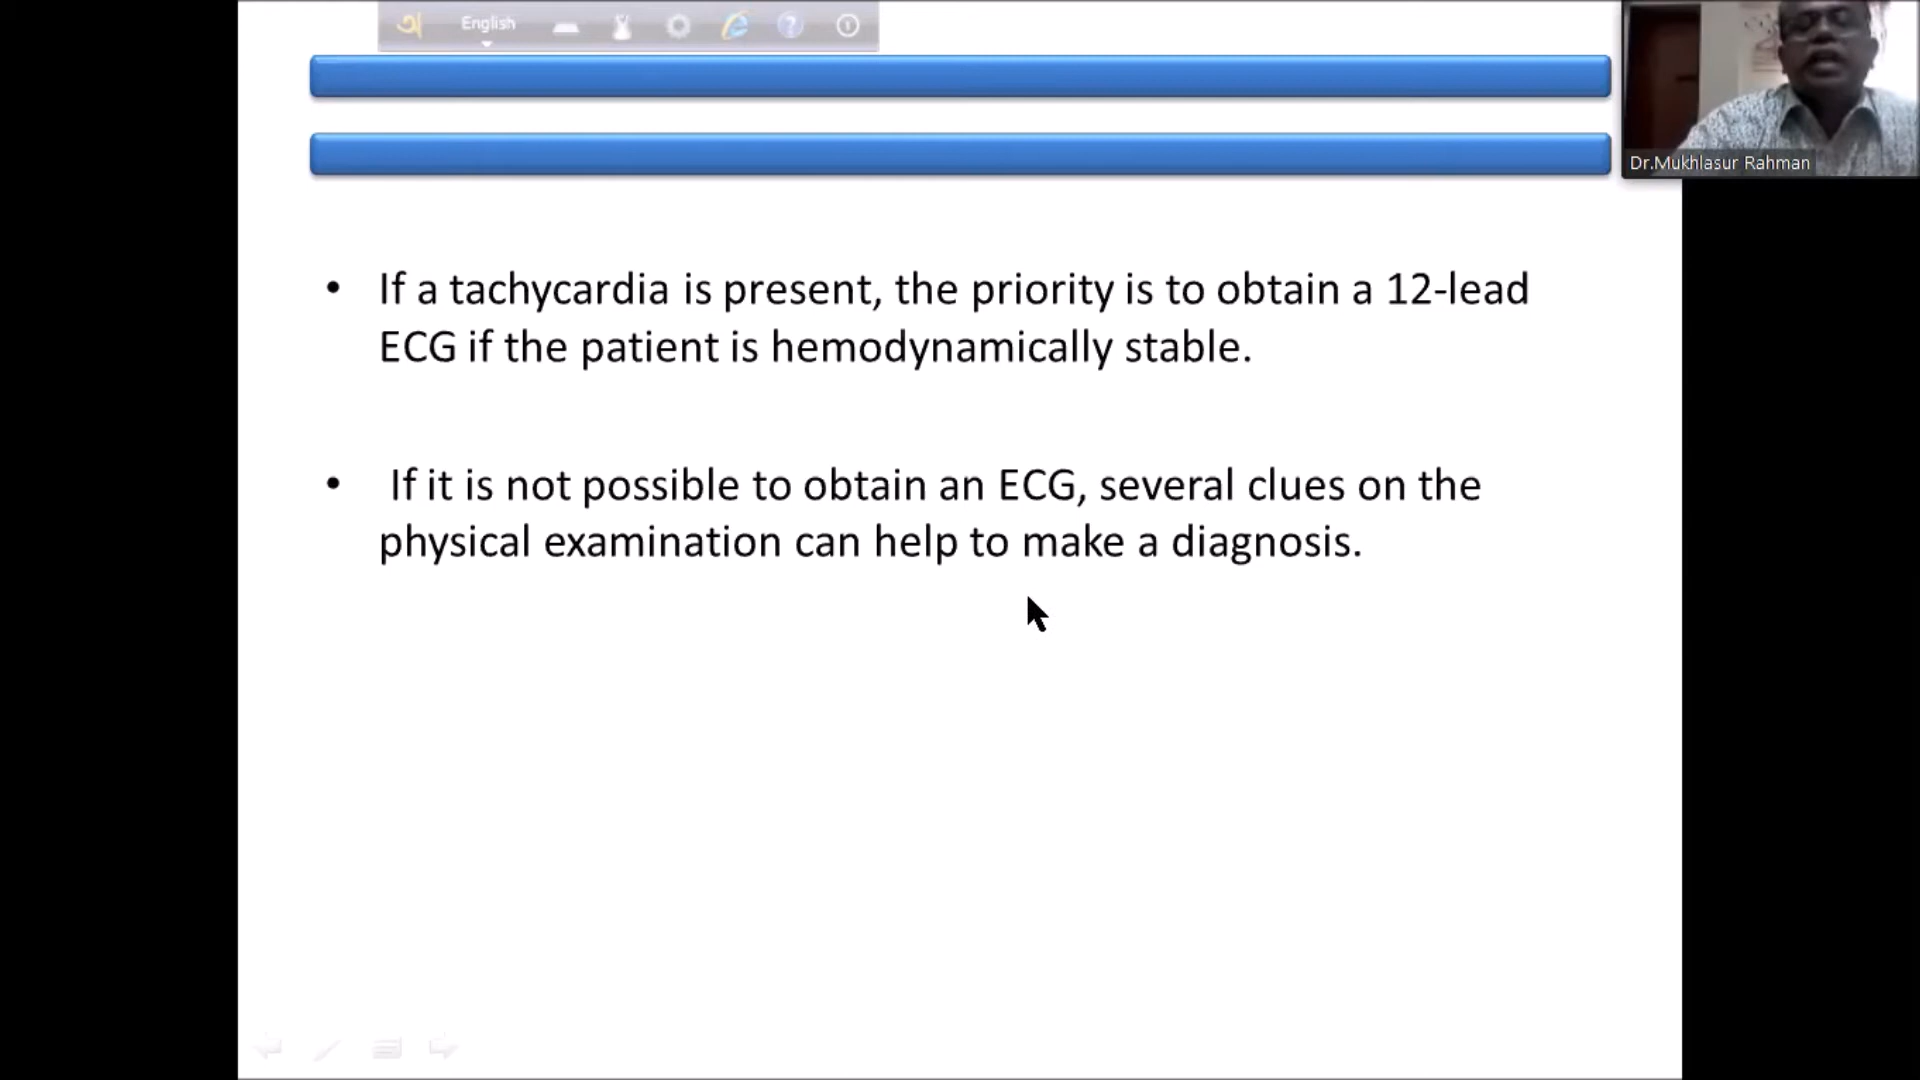 অ English
Dr.Mukhlasur Rahman
• If a tachycardia is present, the priority is to obtain a 12-lead
ECG if the patient is hemodynamically stable.
• If it is not possible to obtain an ECG, several clues on the
physical examination can help to make a diagnosis.